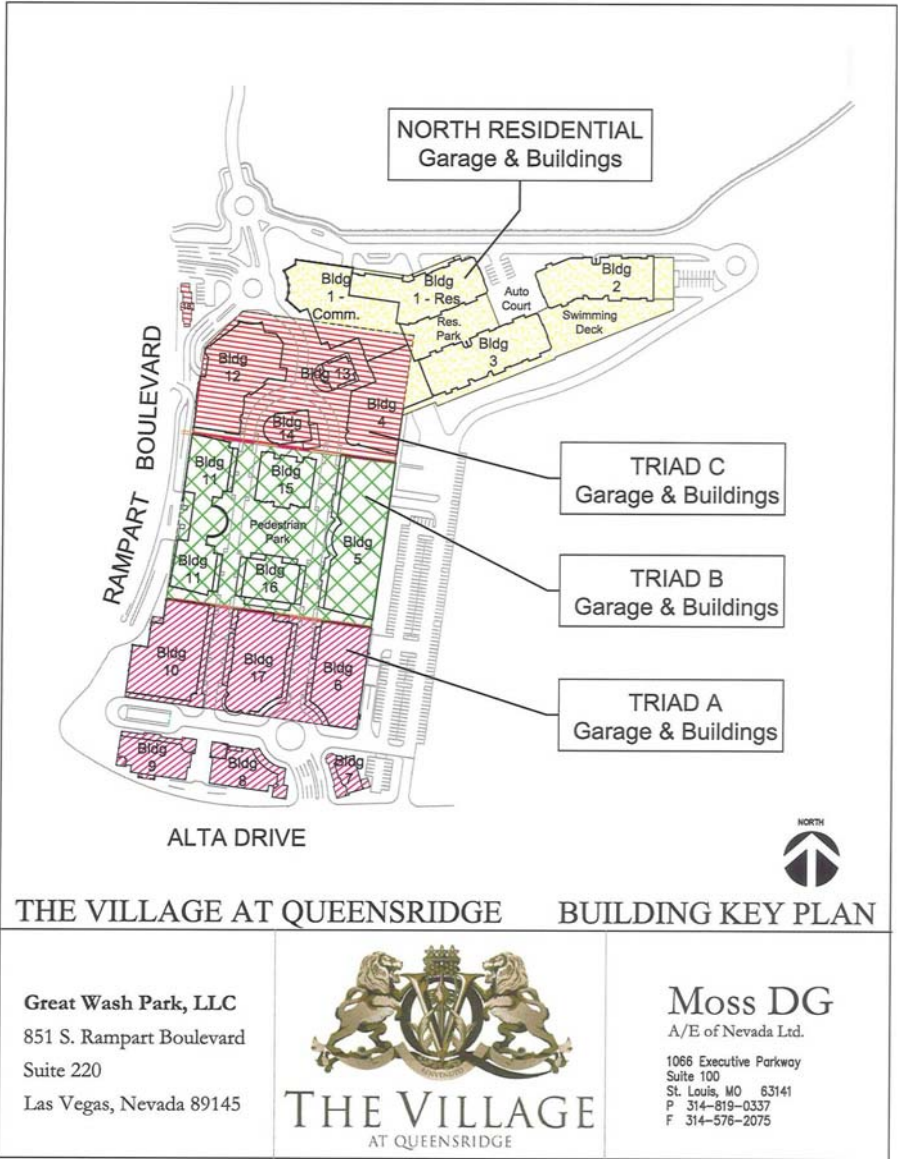 NORTH RESIDENTIAL
Garage & Buildings
Bldg
1 -
Comm.
Bldg
1 - Res.
Auto
Court
Bldg
2
Res.
Park
Swimming
Deck
Bldg
3
RAMPART BOULEVARD
Bldg
12
Bldg 13
Bldg
4
Bldg
14
TRIAD C
Garage & Buildings
Bldg
11
Bldg
15
Pedestrian
Park
Bldg
5
Bldg
11
Bldg
16
TRIAD B
Garage & Buildings
Bldg
10
Bldg
17
Bldg
6
TRIAD A
Garage & Buildings
Bldg
9
Bldg
8
Bldg
7
ALTA DRIVE
NORTH
THE VILLAGE AT QUEENSRIDGE
BUILDING KEY PLAN
Great Wash Park, LLC
851 S. Rampart Boulevard
Suite 220
Las Vegas, Nevada 89145
THE VILLAGE
AT QUEENSRIDGE
Moss DG
A/E of Nevada Ltd.
1066 Executive Parkway
Suite 100
St. Louis, MO 63141
P 314-819-0337
F 314-576-2075